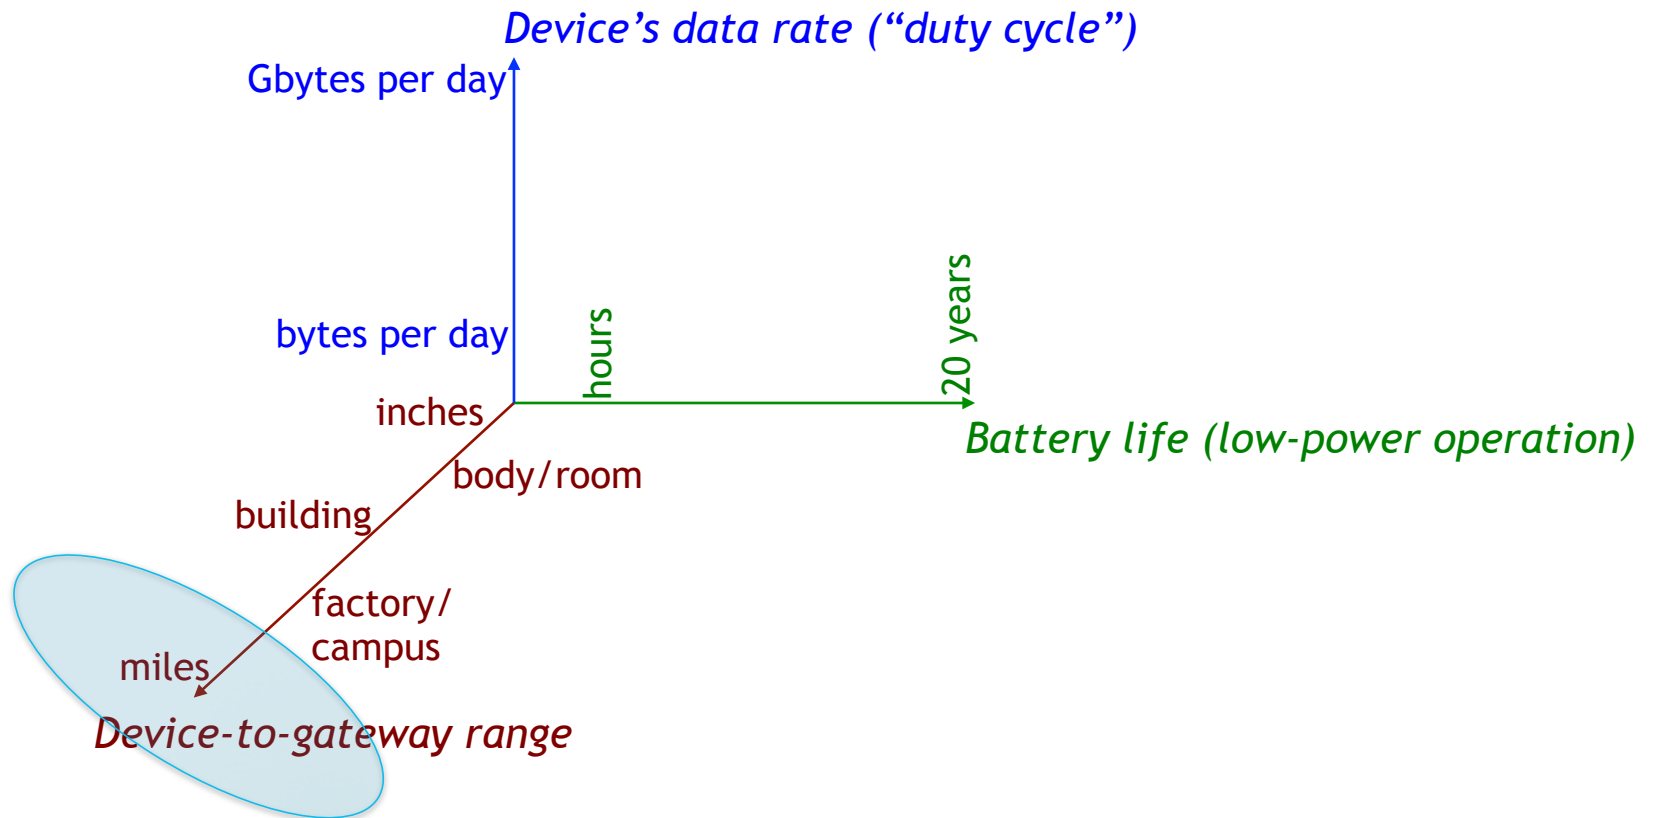 Device’s data rate (“duty cycle”)
Gbytes per day
bytes per day
hours
20 years
inches
Battery life (low-power operation)
body/room
building
factory/
campus
miles
Device-to-gateway range